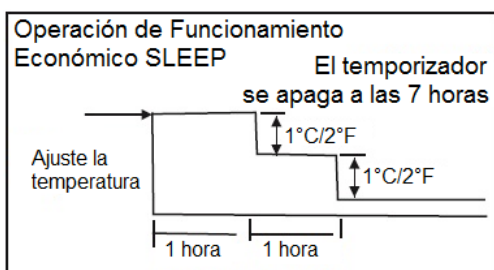 Operación de Funcionamiento
Económico SLEEP
El temporizador
se apaga a las 7 horas
1°C/2°F
Ajuste la
temperatura
1°C/2°F
1 hora
1 hora